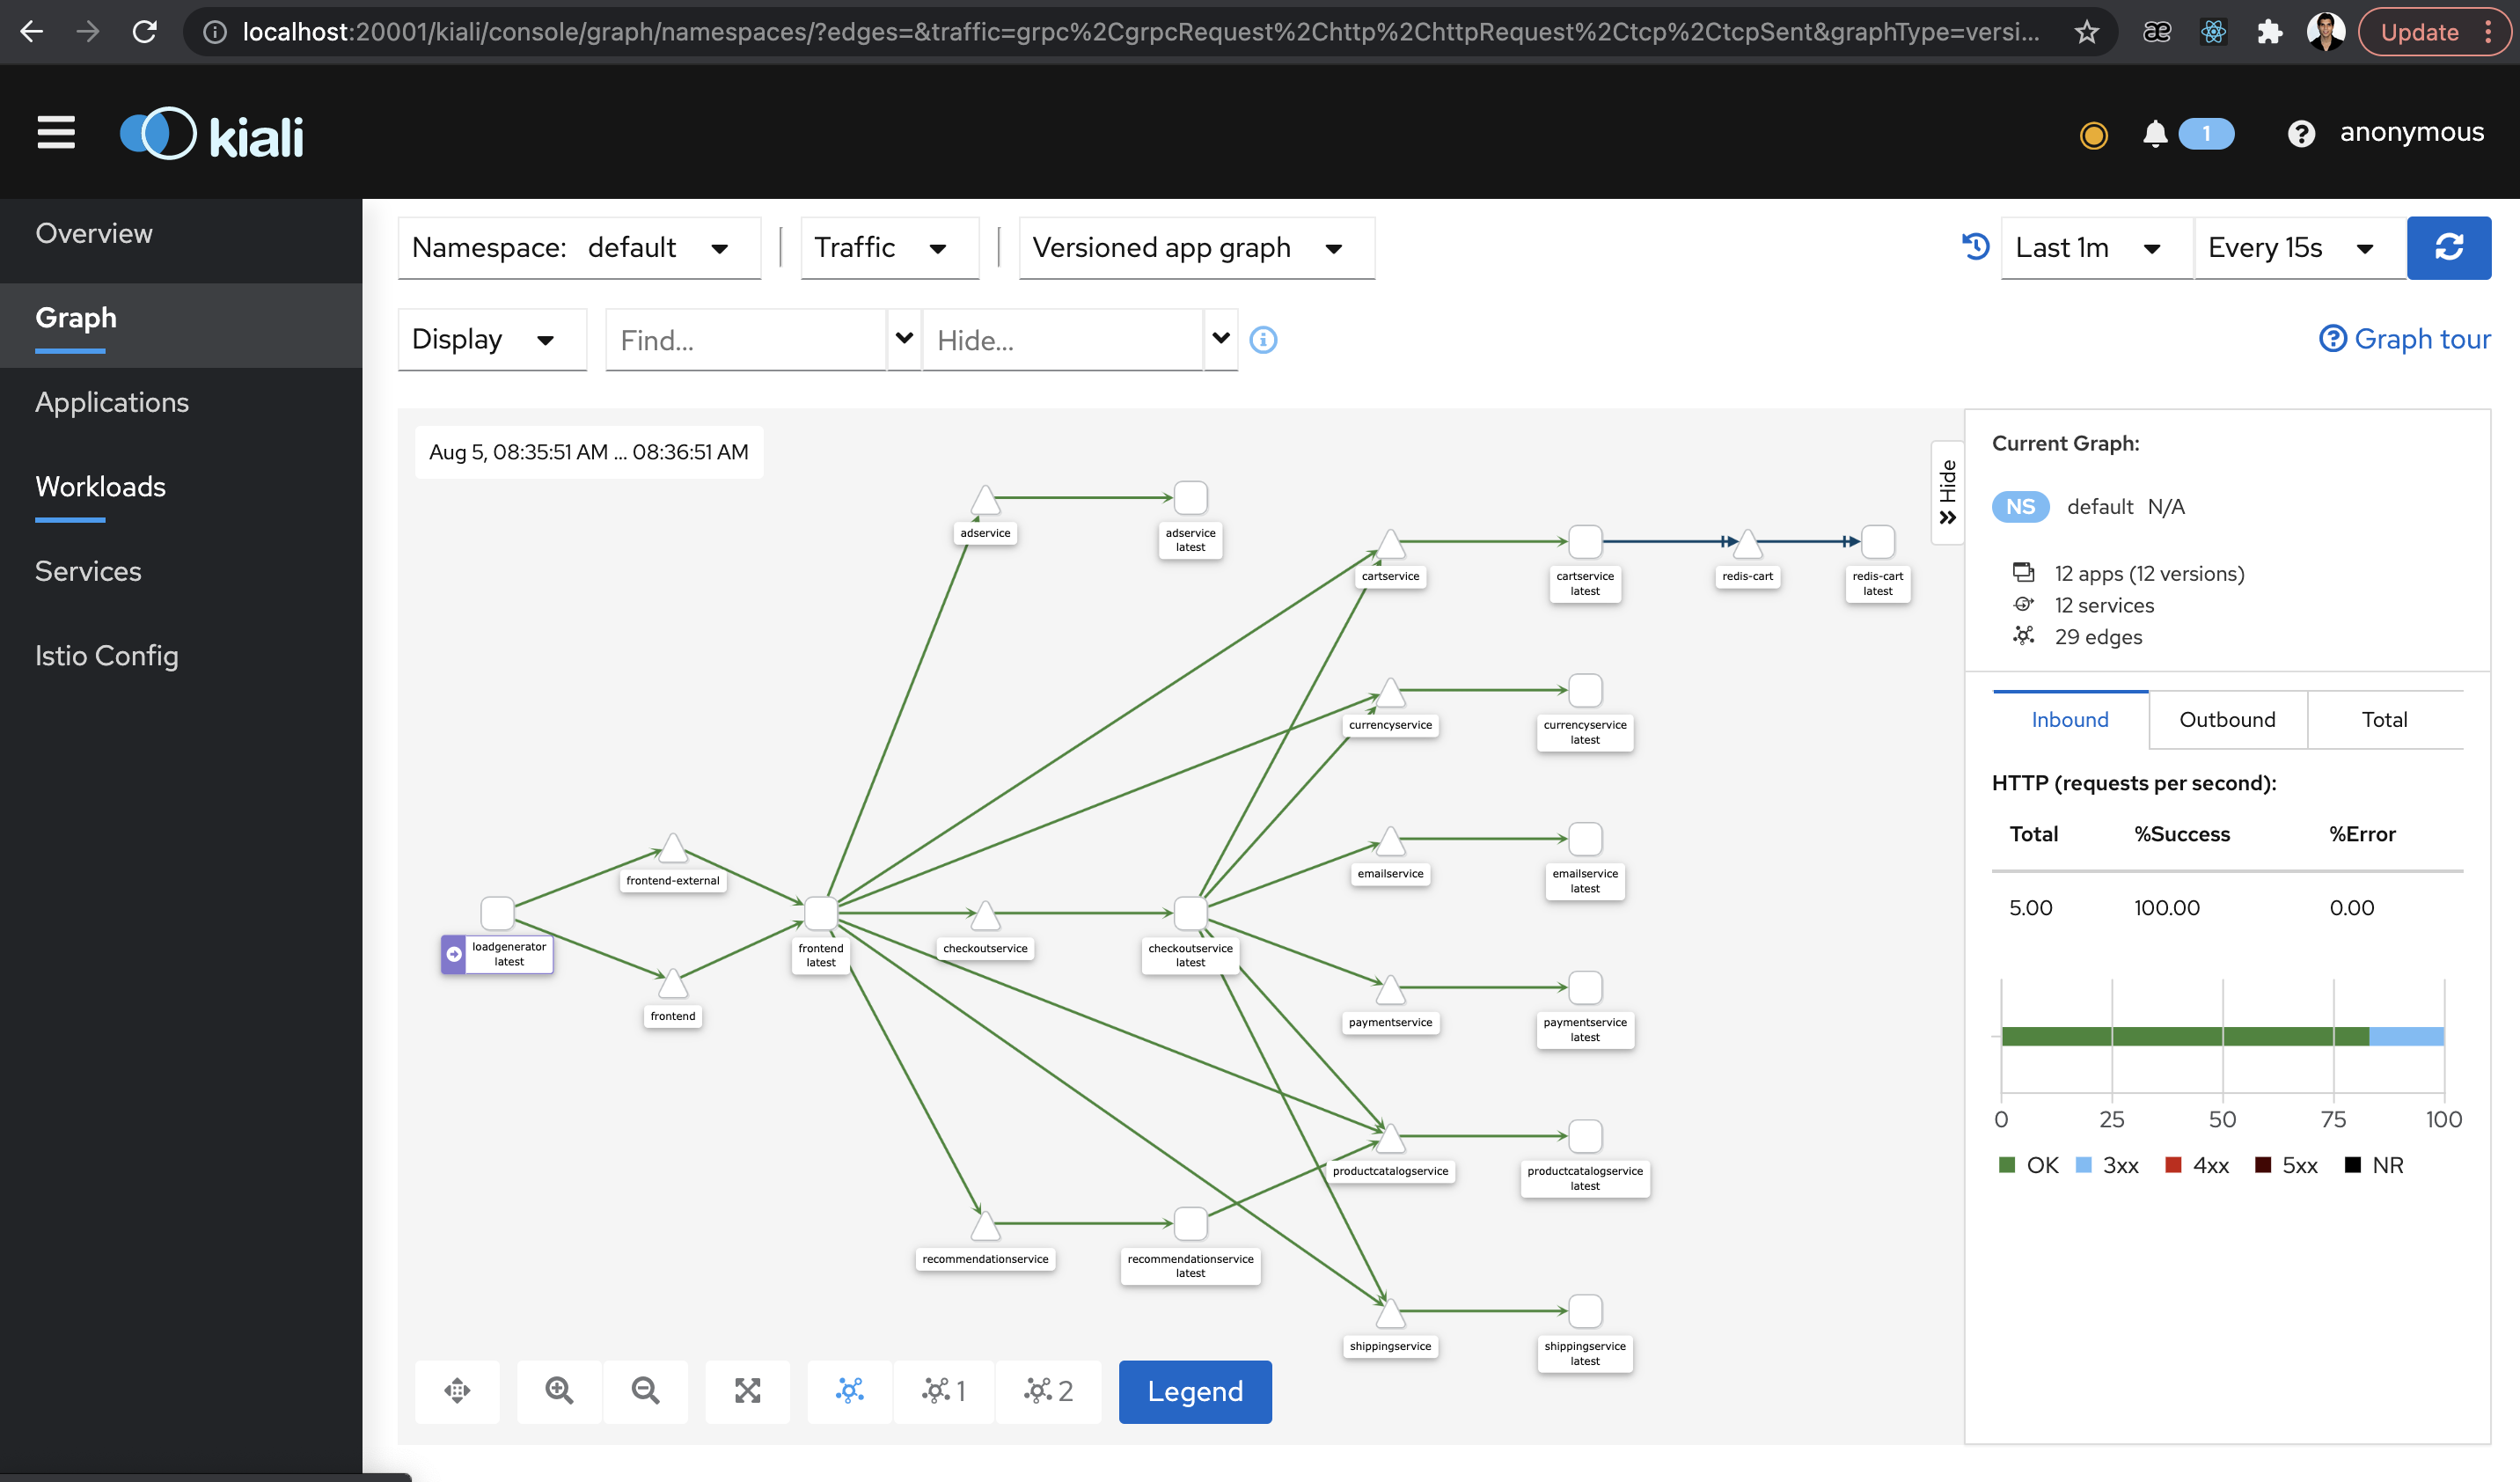 localhost:20001/kiali/console/graph/namespaces/?edges=&traffic=grpc%2CgrpcRequest%2Chttp%2ChttpRequest%2Ctcp%2CtcpSent&graphType=versi...
æ
Update
kiali
1
anonymous
Overview
Graph
Applications
Workloads
Services
Istio Config
Namespace: default
Traffic
Versioned app graph
Last 1m
Every 15s
Display
Find...
Hide...
Graph tour
Aug 5, 08:35:51 AM ... 08:36:51 AM
Hide
adservice
adservice
latest
cartservice
cartservice
latest
redis-cart
redis-cart
latest
currencyservice
currencyservice
latest
frontend-external
emailservice
emailservice
latest
loadgenerator
latest
frontend
latest
checkoutservice
checkoutservice
latest
frontend
paymentservice
paymentservice
latest
productcatalogservice
productcatalogservice
latest
recommendationservice
recommendationservice
latest
shippingservice
shippingservice
latest
1
2
Legend
Current Graph:
NS default N/A
12 apps (12 versions)
12 services
29 edges
Inbound
Outbound
Total
HTTP (requests per second):
Total %Success %Error
5.00 100.00 0.00
0 25 50 75 100
OK 3xx 4xx 5xx NR